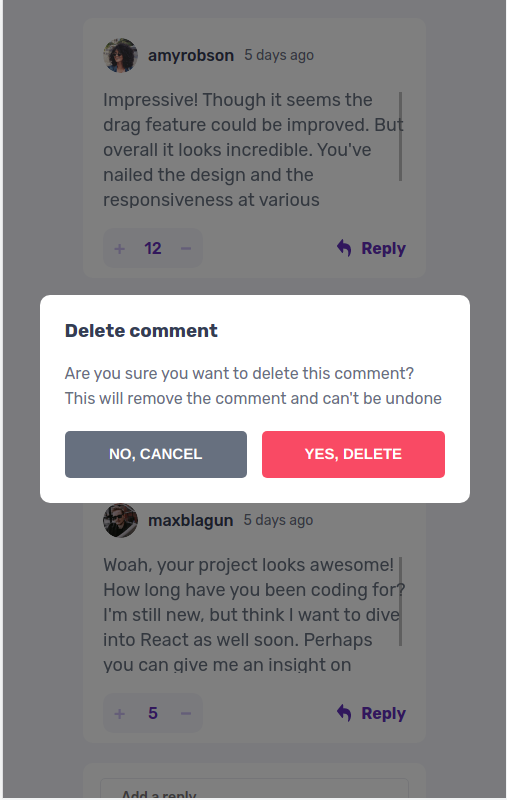 amyrobson 5 days ago
Impressive! Though it seems the
drag feature could be improved. But
overall it looks incredible. You've
nailed the design and the
responsiveness at various
+ 12 −
Reply
Delete comment
Are you sure you want to delete this comment?
This will remove the comment and can't be undone
NO, CANCEL
YES, DELETE
maxblagun 5 days ago
Woah, your project looks awesome!
How long have you been coding for?
I'm still new, but think I want to dive
into React as well soon. Perhaps
you can give me an insight on
+ 5 −
Reply
Add a reply